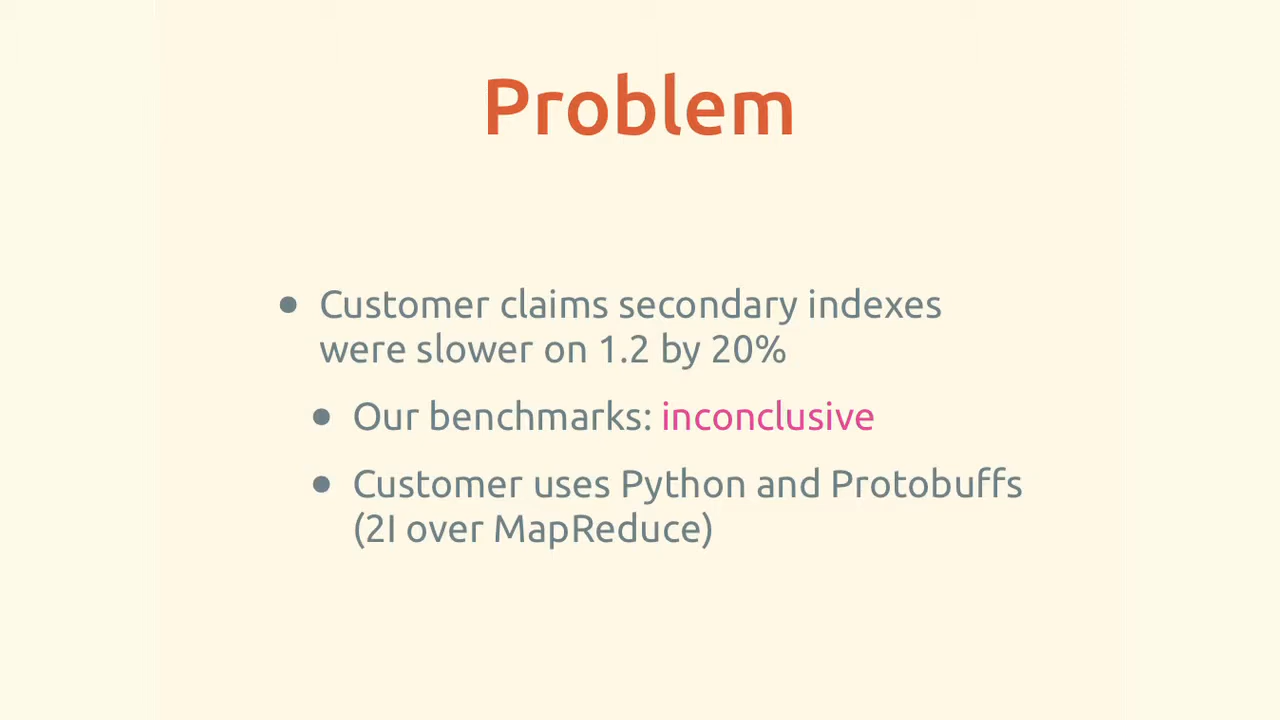 Problem
• Customer claims secondary indexes
were slower on 1.2 by 20%
• Our benchmarks: inconclusive
• Customer uses Python and Protobuffs
(2I over MapReduce)